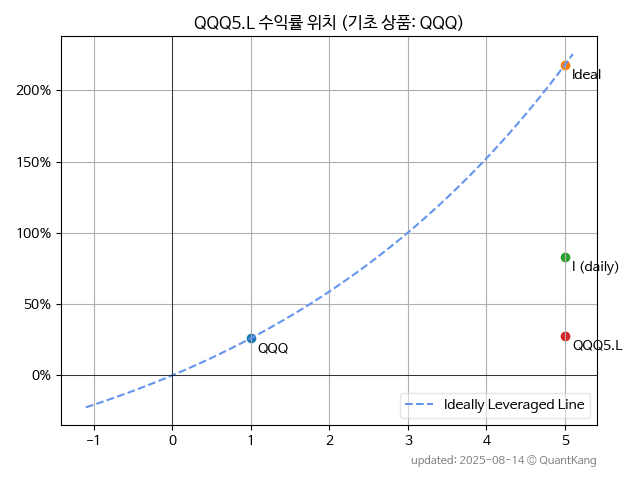 QQQ5.L 수익률 위치 (기초 상품: QQQ)
200%
150%
100%
50%
0%
Ideal
I (daily)
QQQ5.L
QQQ
Ideally Leveraged Line
−1 0 1 2 3 4 5
updated: 2025-08-14 © QuantKang